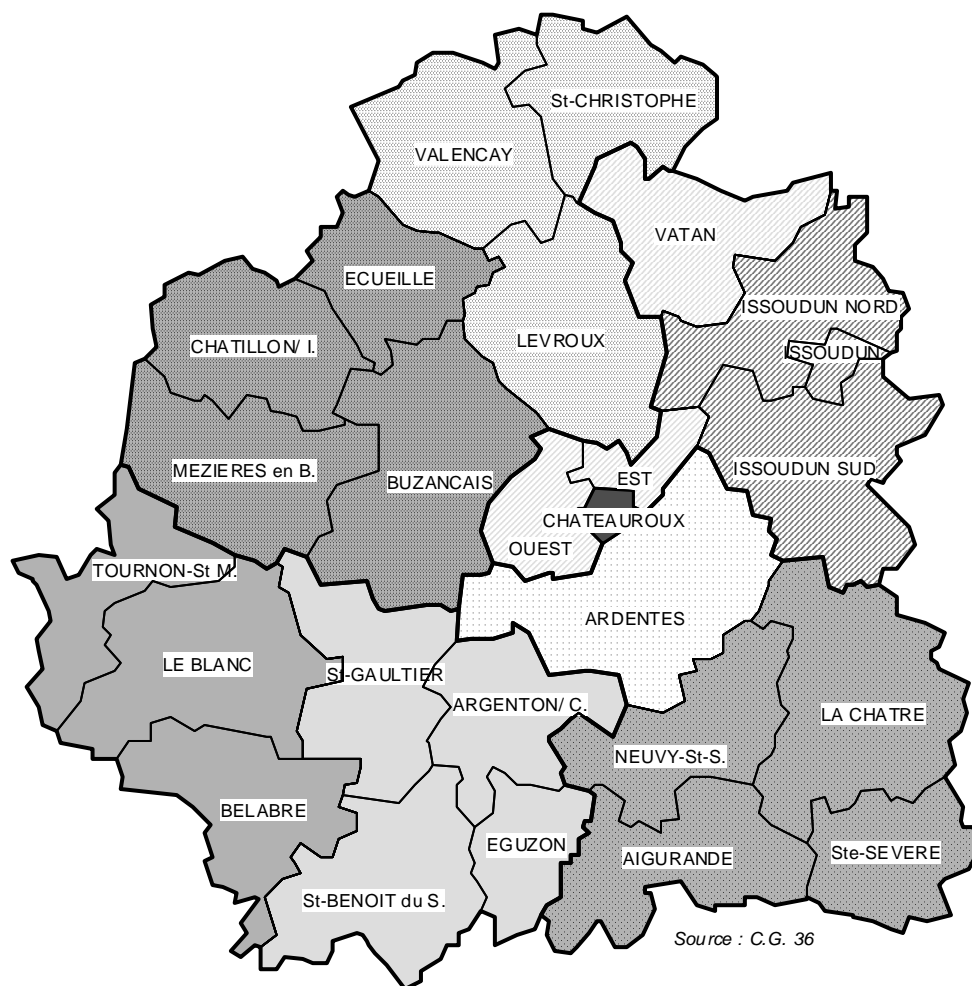 St-CHRISTOPHE
VALENCAY
VATAN
ECUEILLE
ISSOUDUN NORD
LEVROUX
CHATILLON/ I.
ISSOUDUN
MEZIERES en B.
BUZANCAIS
EST
ISSOUDUN SUD
CHATEAUROUX
OUEST
TOURNON-St M.
ARDENTES
LE BLANC
St-GAULTIER
ARGENTON/ C.
LA CHATRE
NEUVY-St-S.
BELABRE
EGUZON
AIGURANDE
Ste-SEVERE
St-BENOIT du S.
Source : C.G. 36